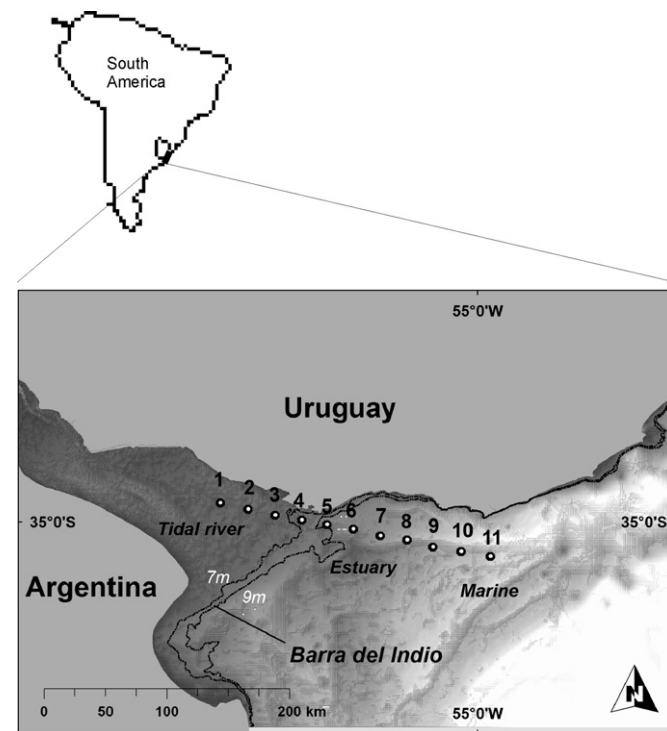 South
America
55°0'W
Uruguay
1
2
3
4
5
6
7
8
9
10
11
35°0'S
35°0'S
Tidal river
Estuary
Argentina
7m
9m
Marine
Barra del Indio
0 50 100 200 km
55°0'W
N